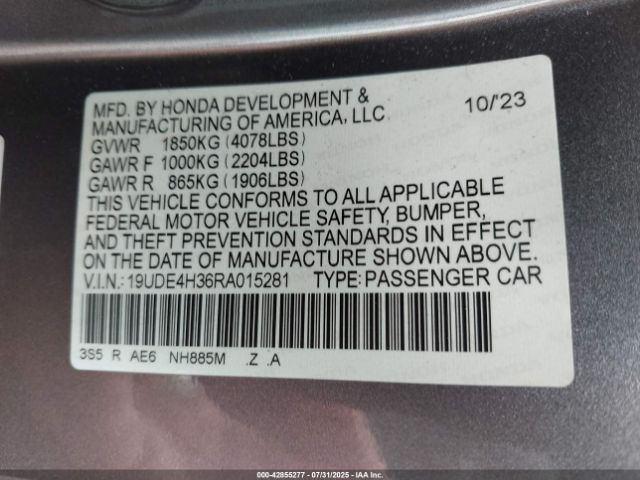 MFD. BY HONDA DEVELOPMENT & 10/'23
MANUFACTURING OF AMERICA, LLC
GVWR 1850KG (4078LBS)
GAWR F 1000KG (2204LBS)
GAWR R 865KG (1906LBS)
THIS VEHICLE CONFORMS TO ALL APPLICABLE
FEDERAL MOTOR VEHICLE SAFETY, BUMPER,
AND THEFT PREVENTION STANDARDS IN EFFECT
ON THE DATE OF MANUFACTURE SHOWN ABOVE.
V.I.N.: 19UDE4H36RA015281 TYPE: PASSENGER CAR
3S5 R AE6 NH885M .Z .A
000-42855277 - 07/31/2025 - IAA, Inc.